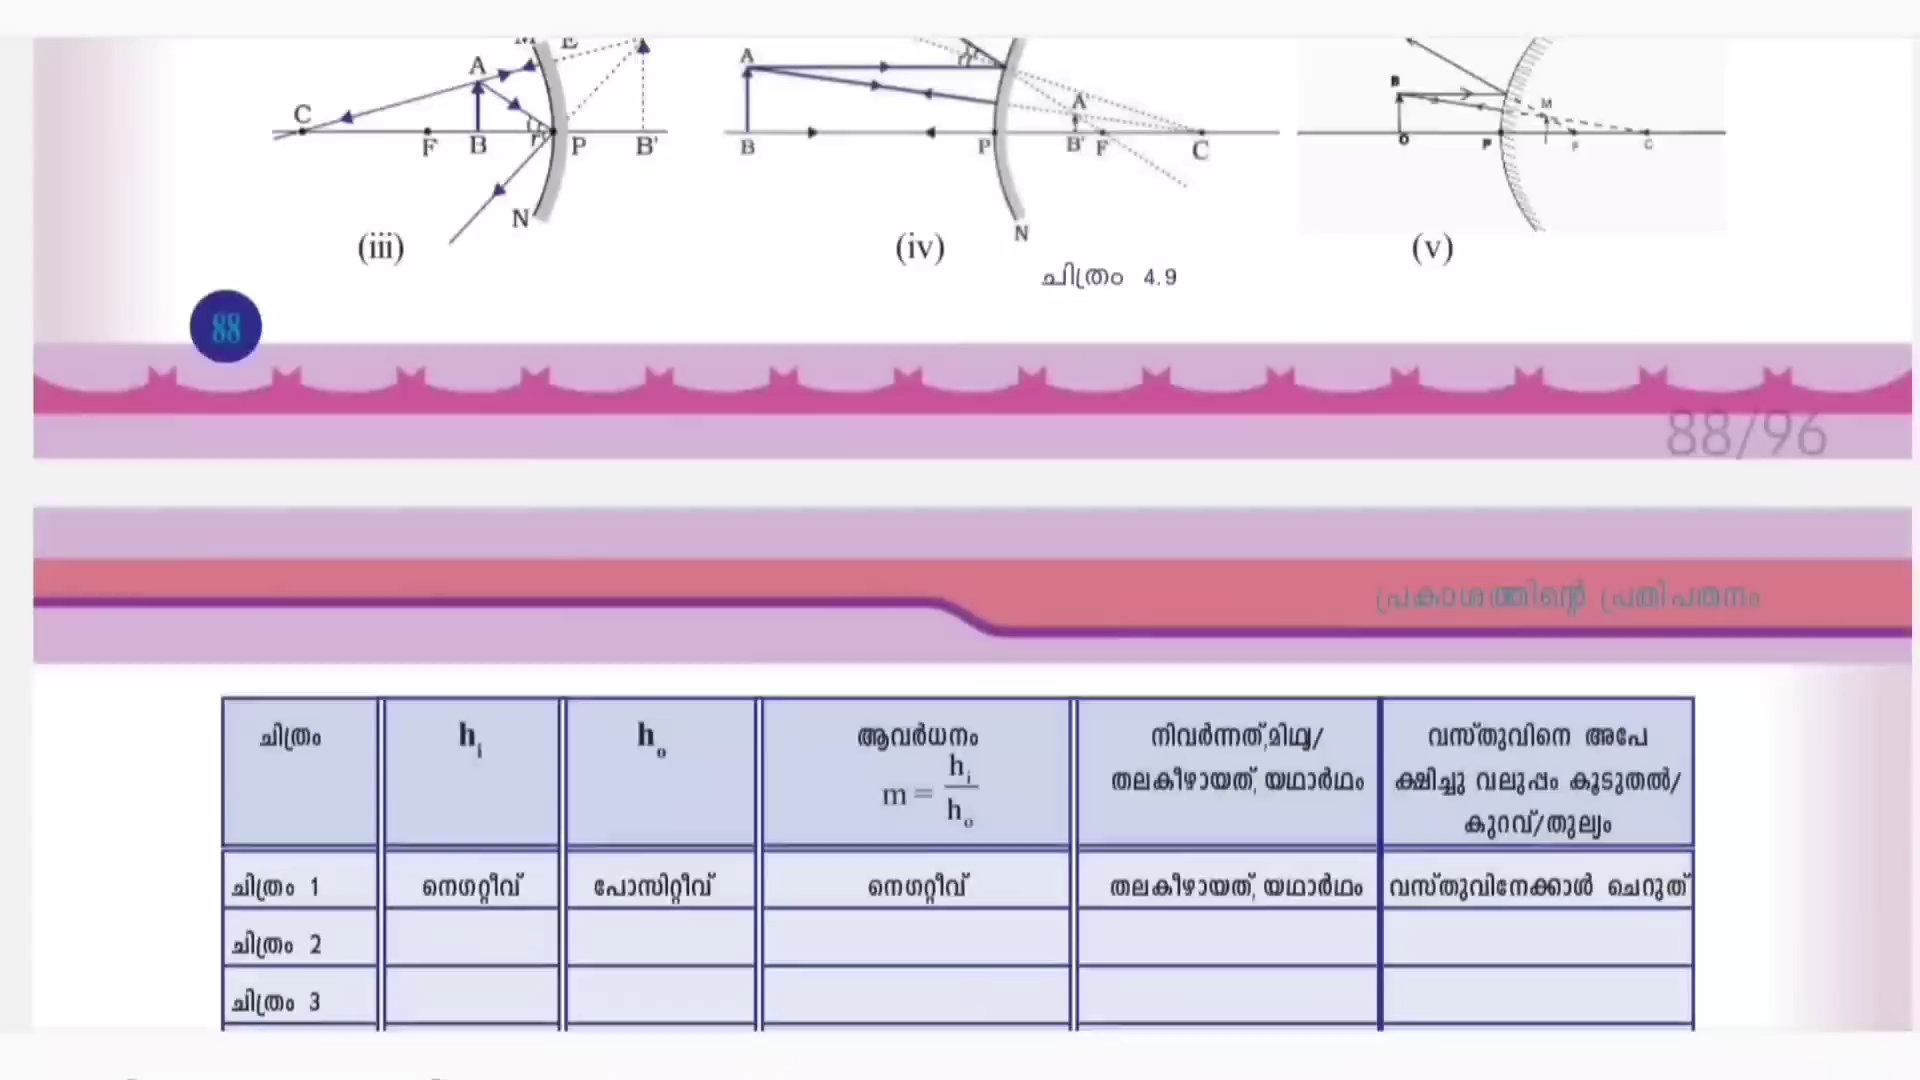 M E
A
C
F B P B'
r
N
(iii)
A
A'
B P B' F C
N
(iv)
B
M
O P F C
(v)
ചിത്രം 4.9
88
88/96
പ്രകാശത്തിന്റെ പ്രതിപതനം
ചിത്രം
hi
ho
ആവർധനം
m = hi/ho
നിവർന്നത്,മിഥ്യ/
തലകീഴായത്, യഥാർഥം
വസ്തുവിനെ അപേ
ക്ഷിച്ചു വലുപ്പം കൂടുതൽ/
കുറവ്/തുല്യം
ചിത്രം 1 നെഗറ്റീവ് പോസിറ്റീവ് നെഗറ്റീവ് തലകീഴായത്, യഥാർഥം വസ്തുവിനേക്കാൾ ചെറുത്
ചിത്രം 2
ചിത്രം 3